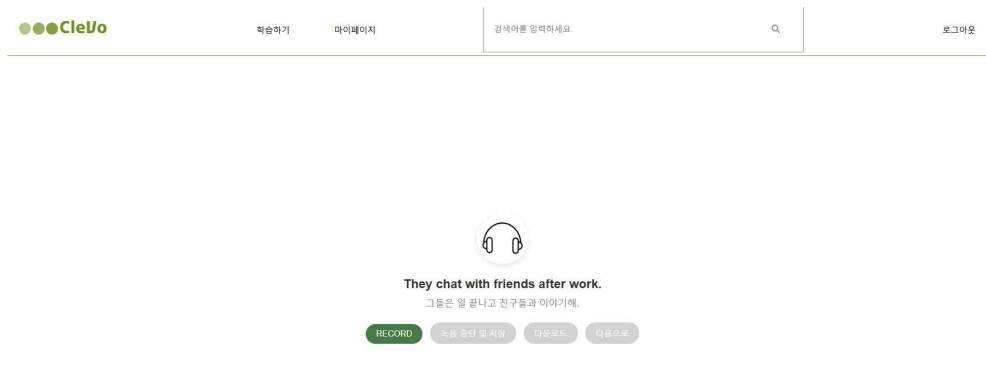 CleVo 학습하기 마이페이지 검색어를 입력하세요. 로그아웃
They chat with friends after work.
그들은 일 끝나고 친구들과 이야기해.
RECORD 녹음 중단 및 저장 다운로드 다음으로